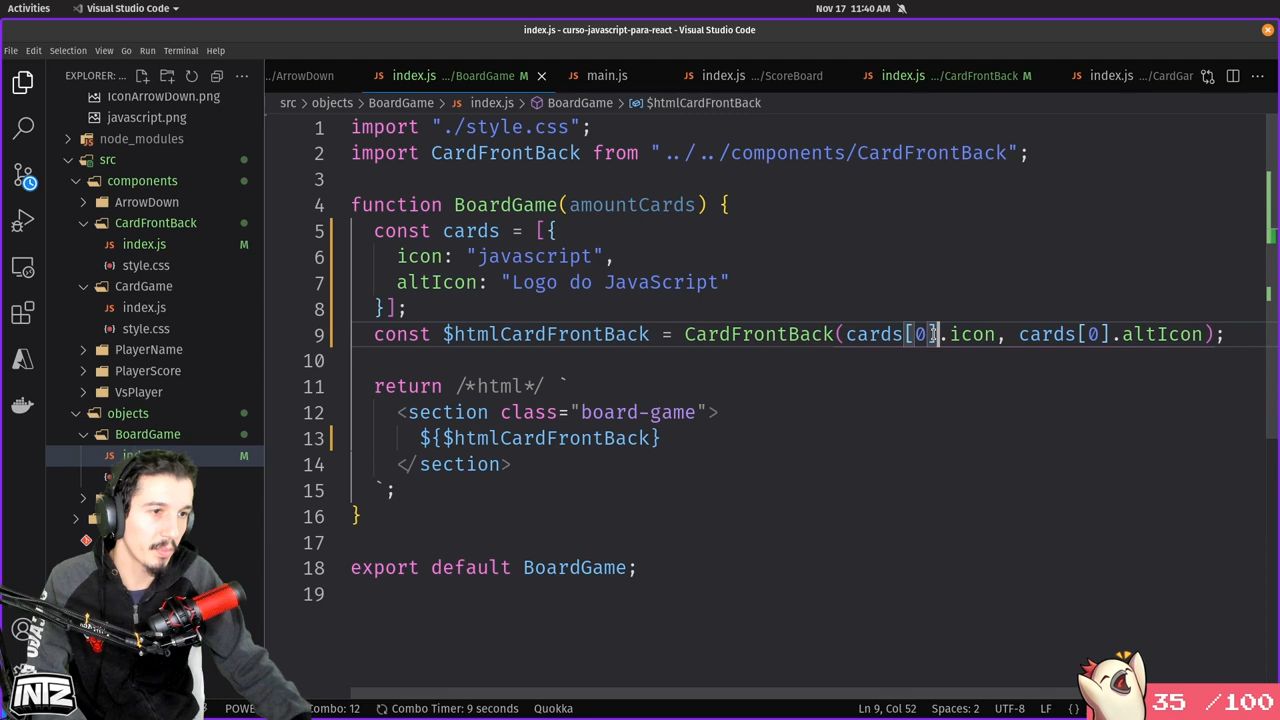 Activities
Visual Studio Code
Nov 17 11:40 AM
index.js - curso-javascript-para-react - Visual Studio Code
File Edit Selection View Go Run Terminal Help
EXPLORER: ...
.../ArrowDown
index.js .../BoardGame M
main.js
index.js .../ScoreBoard
index.js .../CardFrontBack M
index.js .../CardGar
src > objects > BoardGame > index.js > BoardGame > $htmlCardFrontBack
IconArrowDown.png
javascript.png
node_modules
src
components
ArrowDown
CardFrontBack
index.js M
style.css
CardGame
index.js
style.css
PlayerName
PlayerScore
VsPlayer
objects
BoardGame
M
1 import "./style.css";
2 import CardFrontBack from "../../components/CardFrontBack";
3
4 function BoardGame(amountCards) {
5 const cards = [{
6 icon: "javascript",
7 altIcon: "Logo do JavaScript"
8 }];
9 const $htmlCardFrontBack = CardFrontBack(cards[0].icon, cards[0].altIcon);
10
11 return /*html*/ `
12 <section class="board-game">
13 ${$htmlCardFrontBack}
14 </section>
15 `;
16 }
17
18 export default BoardGame;
19
INTZ
Combo: 12
Combo Timer: 9 seconds
Quokka
Ln 9, Col 52
Spaces: 2
UTF-8
LF
{}
35 /100